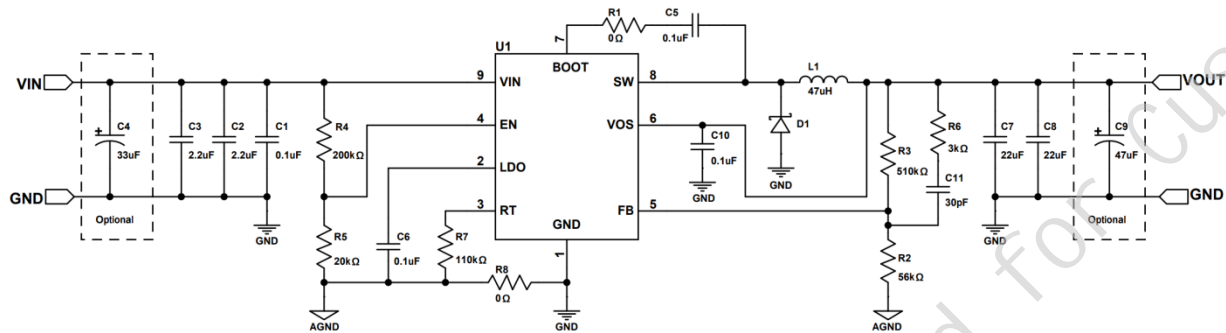 R1
0Ω
C5
0.1uF
7
U1
BOOT
VIN
9
VIN
SW
8
L1
47uH
VOUT
C4
33uF
C3
2.2uF
C2
2.2uF
C1
0.1uF
R4
200kΩ
4
EN
VOS
6
C10
0.1uF
GND
D1
GND
R3
510kΩ
R6
3kΩ
C11
30pF
C7
22uF
C8
22uF
C9
47uF
2
LDO
GND
Optional
GND
3
RT
FB
5
GND
GND
Optional
R5
20kΩ
C6
0.1uF
R7
110kΩ
GND
1
R8
0Ω
R2
56kΩ
AGND
GND
AGND
for Cus